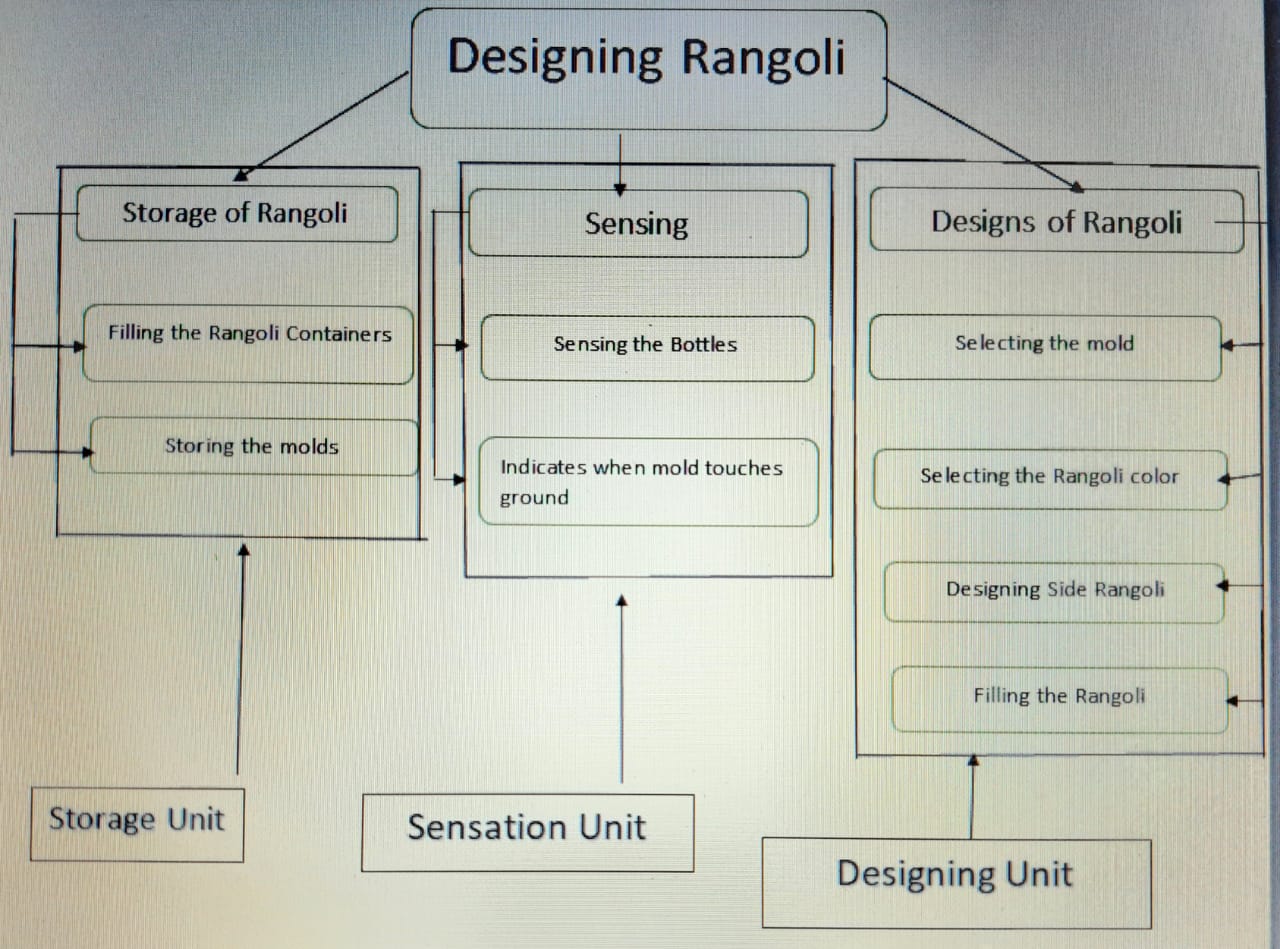 Designing Rangoli
Storage of Rangoli
Filling the Rangoli Containers
Storing the molds
Sensing
Sensing the Bottles
Indicates when mold touches
ground
Designs of Rangoli
Selecting the mold
Selecting the Rangoli color
Designing Side Rangoli
Filling the Rangoli
Storage Unit
Sensation Unit
Designing Unit